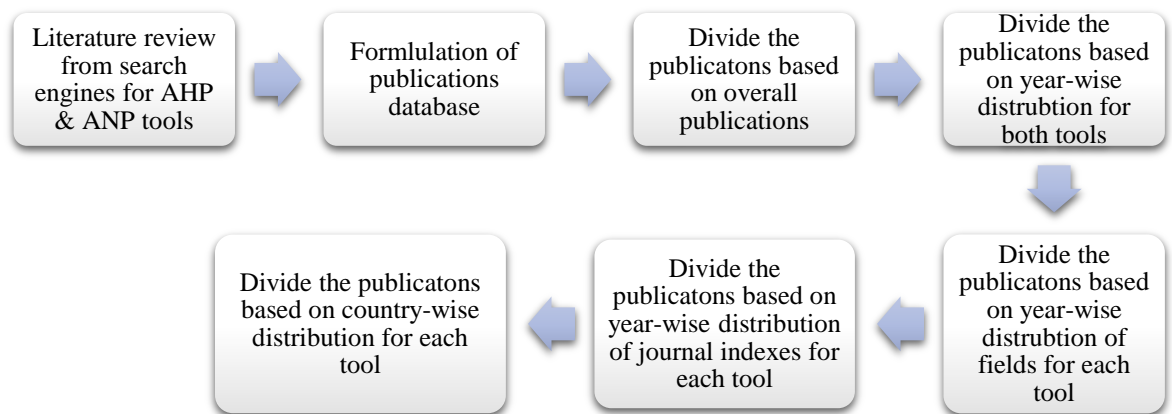 Literature review
from search
engines for AHP
& ANP tools
Formlulation of
publications
database
Divide the
publicatons based
on overall
publications
Divide the
publicatons based
on year-wise
distrubtion for
both tools
Divide the
publicatons based
on year-wise
distrubtion of
fields for each
tool
Divide the
publicatons based on
year-wise distribution
of journal indexes for
each tool
Divide the publicatons
based on country-wise
distribution for each
tool